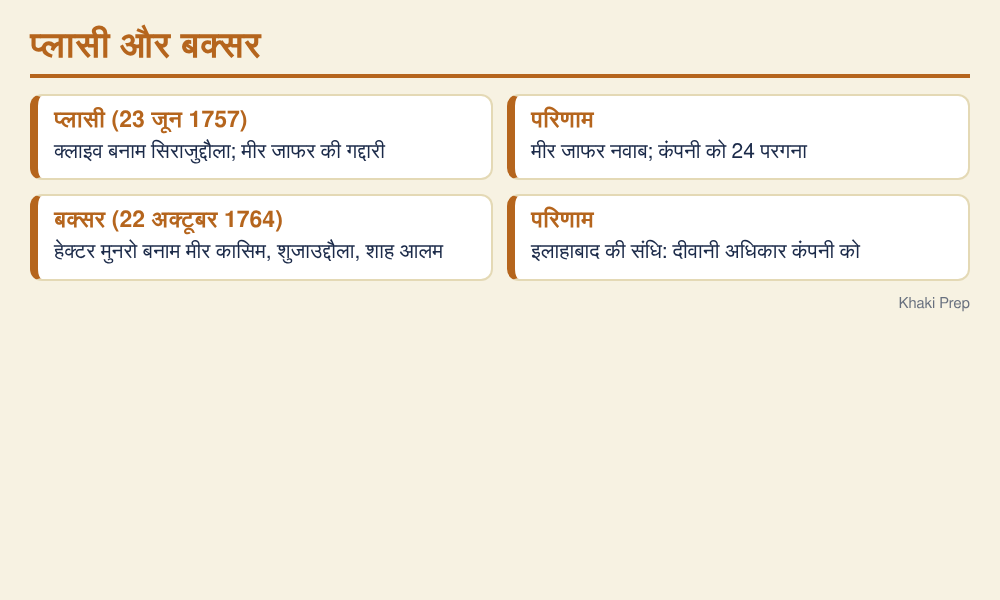 प्लासी और बक्सर
प्लासी (23 जून 1757)
क्लाइव बनाम सिराजुद्दौला; मीर जाफर की गद्दारी
परिणाम
मीर जाफर नवाब; कंपनी को 24 परगना
बक्सर (22 अक्टूबर 1764)
हेक्टर मुनरो बनाम मीर कासिम, शुजाउद्दौला, शाह आलम
परिणाम
इलाहाबाद की संधि: दीवानी अधिकार कंपनी को
Khaki Prep